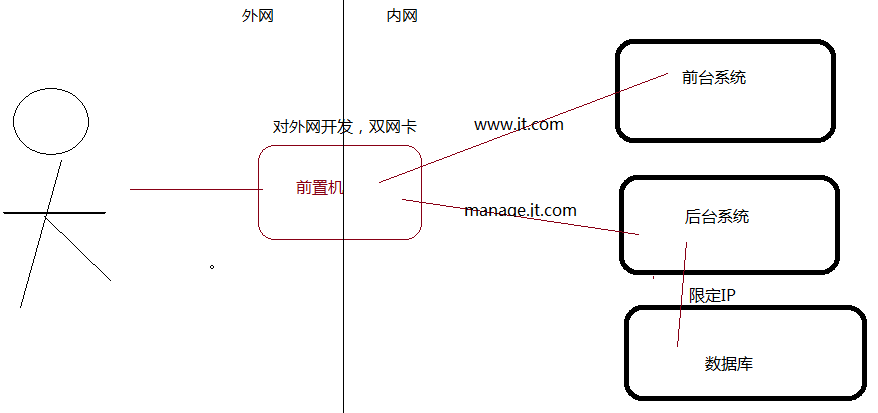 外网
内网
对外网开发，双网卡
前置机
www.it.com
前台系统
manage.it.com
后台系统
限定IP
数据库